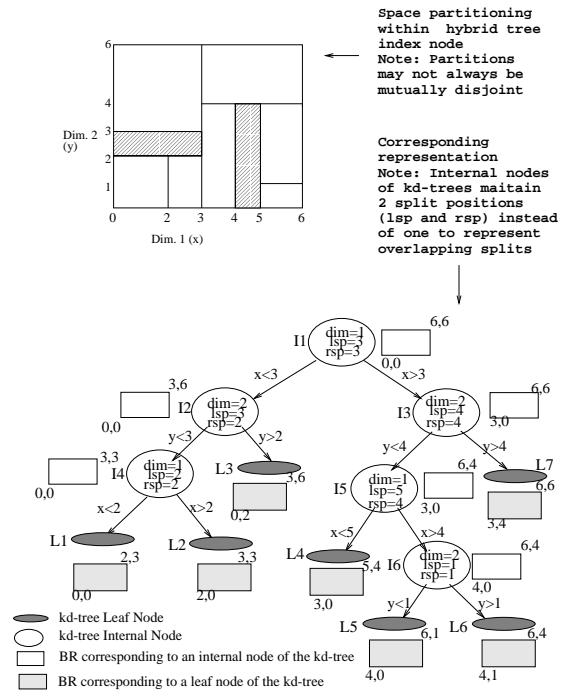 Space partitioning
within hybrid tree
index node
Note: Partitions
may not always be
mutually disjoint
6
4
Dim. 2
(y)
3
2
1
0
2
3
4
5
6
Dim. 1 (x)
Corresponding
representation
Note: Internal nodes
of kd-trees maitain
2 split positions
(lsp and rsp) instead
of one to represent
overlapping splits
I1
dim=1
lsp=3
rsp=3
6,6
0,0
x<3
x>3
3,6
0,0
I2
dim=2
lsp=3
rsp=2
I3
dim=2
lsp=4
rsp=4
6,6
3,0
y<3
y>2
y<4
y>4
3,3
0,0
I4
dim=1
lsp=2
rsp=2
L3
3,6
0,2
I5
dim=1
lsp=5
rsp=4
6,4
3,0
L7
6,6
3,4
x<2
x>2
x<5
x>4
L1
2,3
0,0
L2
3,3
2,0
L4
5,4
3,0
I6
dim=2
lsp=1
rsp=1
6,4
4,0
y<1
y>1
L5
6,1
4,0
L6
6,4
4,1
kd-tree Leaf Node
kd-tree Internal Node
BR corresponding to an internal node of the kd-tree
BR corresponding to a leaf node of the kd-tree